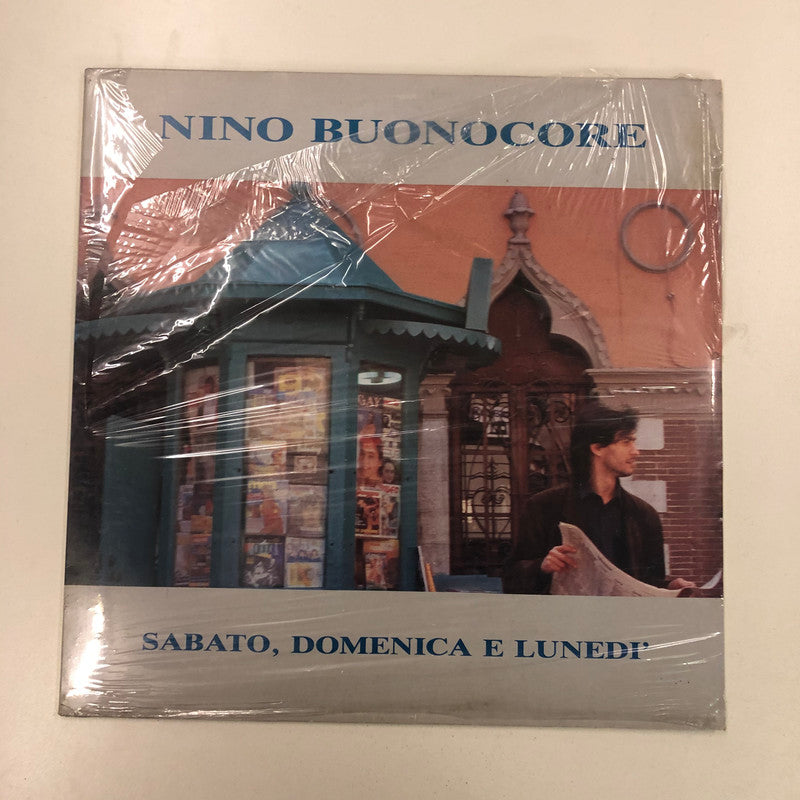 NINO BUONOCORE
SABATO, DOMENICA E LUNEDI'